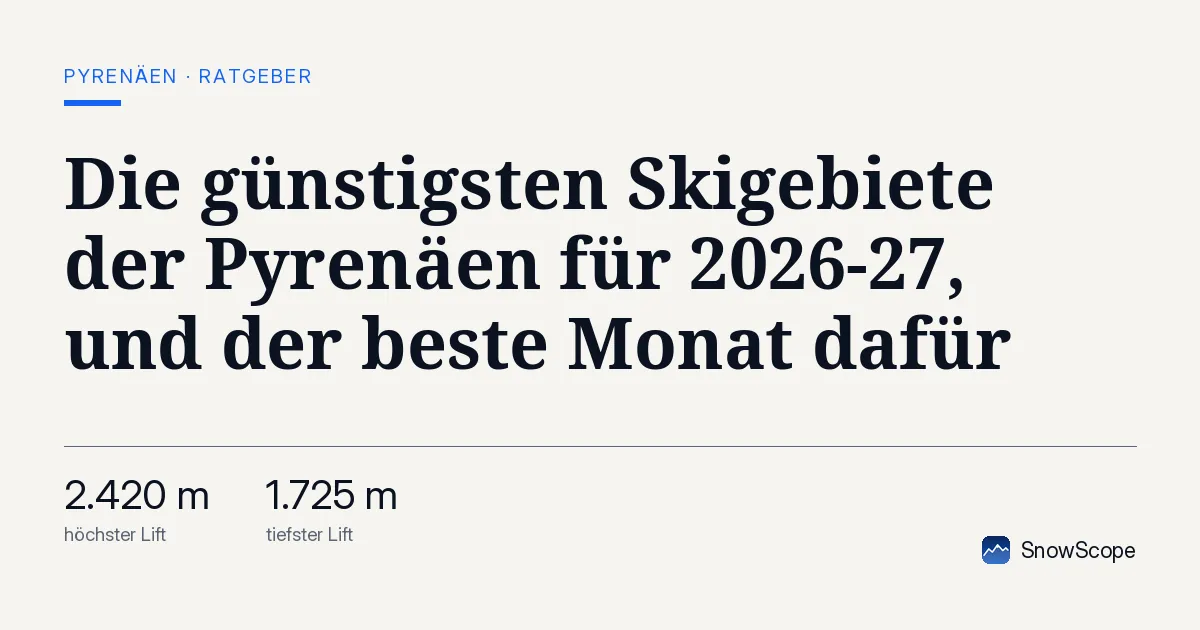 PYRENÄEN · RATGEBER
Die günstigsten Skigebiete
der Pyrenäen für 2026-27,
und der beste Monat dafür
2.420 m
höchster Lift
1.725 m
tiefster Lift
SnowScope